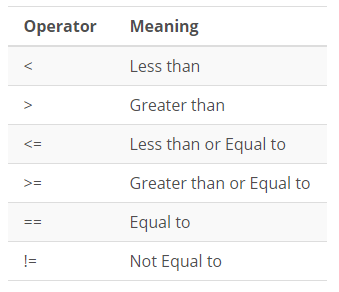 Operator Meaning
< Less than
> Greater than
<= Less than or Equal to
>= Greater than or Equal to
== Equal to
!= Not Equal to